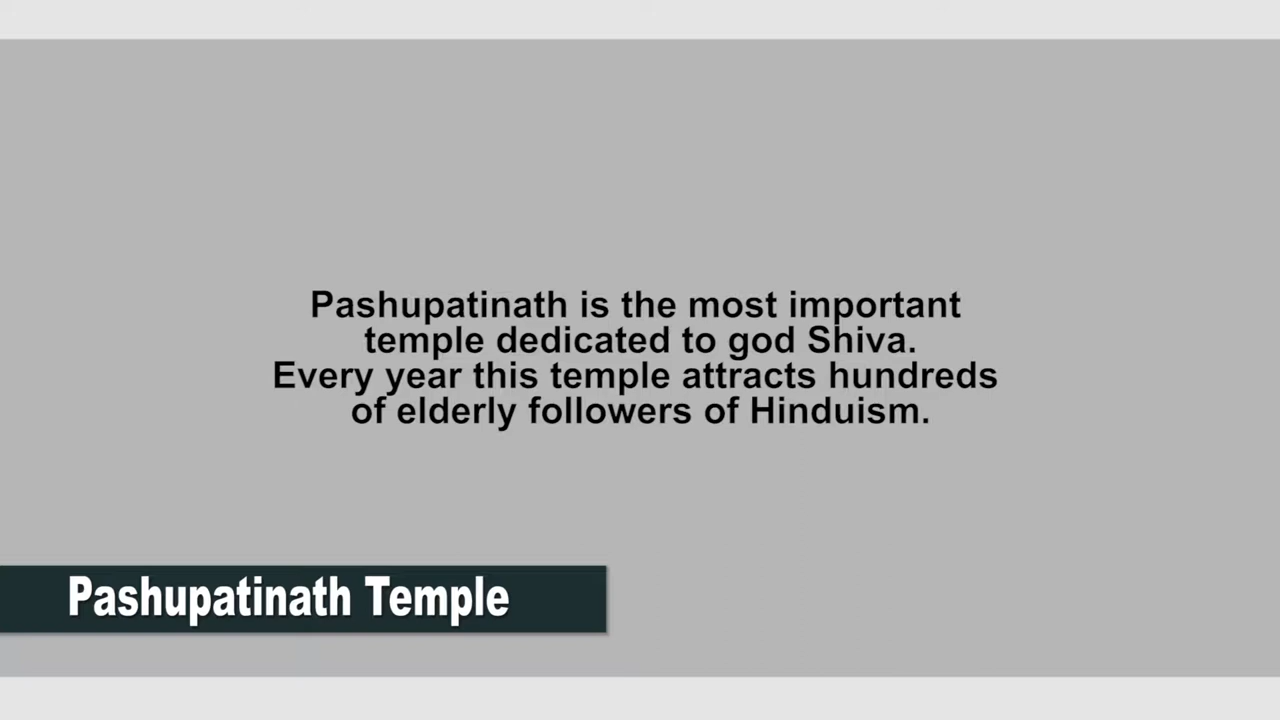 Pashupatinath is the most important
temple dedicated to god Shiva.
Every year this temple attracts hundreds
of elderly followers of Hinduism.
Pashupatinath Temple